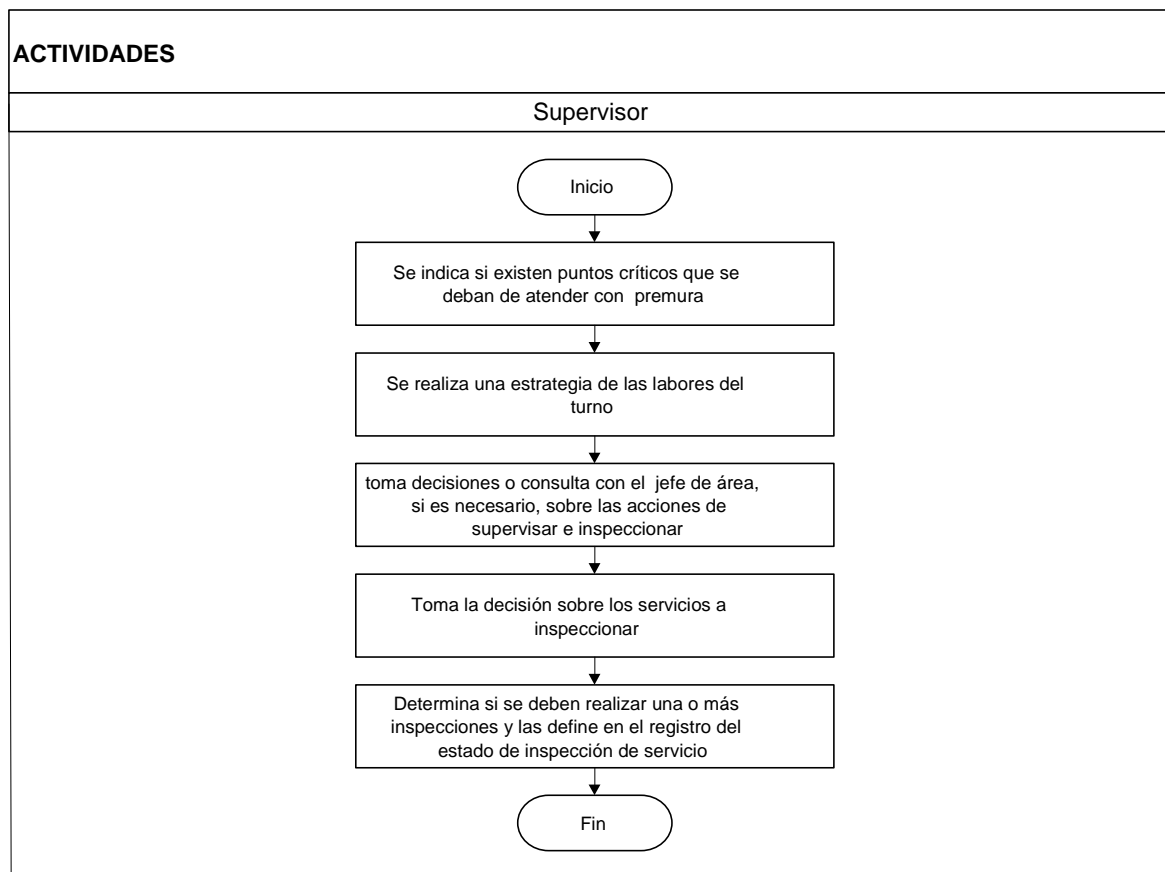 ACTIVIDADES
Supervisor
Inicio
Se indica si existen puntos críticos que se
deban de atender con premura
Se realiza una estrategia de las labores del
turno
toma decisiones o consulta con el jefe de área,
si es necesario, sobre las acciones de
supervisar e inspeccionar
Toma la decisión sobre los servicios a
inspeccionar
Determina si se deben realizar una o más
inspecciones y las define en el registro del
estado de inspección de servicio
Fin